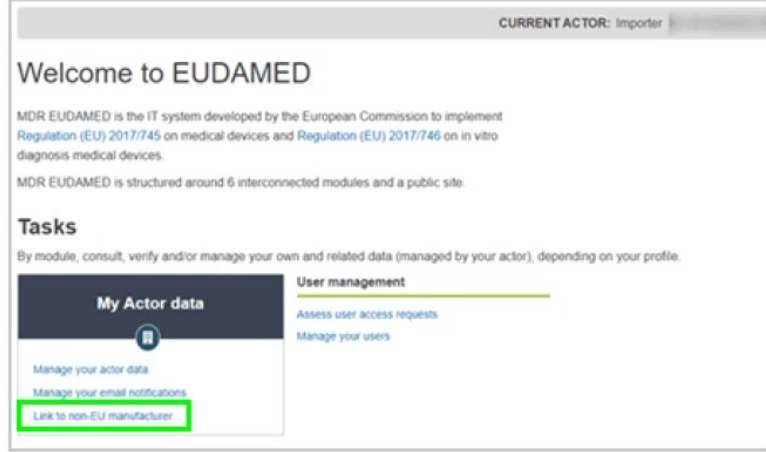 CURRENT ACTOR: Importer
Welcome to EUDAMED
MDR EUDAMED is the IT system developed by the European Commission to implement
Regulation (EU) 2017/745 on medical devices and Regulation (EU) 2017/746 on in vitro
diagnosis medical devices.
MDR EUDAMED is structured around 6 interconnected modules and a public site.
Tasks
By module, consult, verify and/or manage your own and related data (managed by your actor), depending on your profile.
My Actor data
Manage your actor data
Manage your email notifications
Link to non-EU manufacturer
User management
Assess user access requests
Manage your users